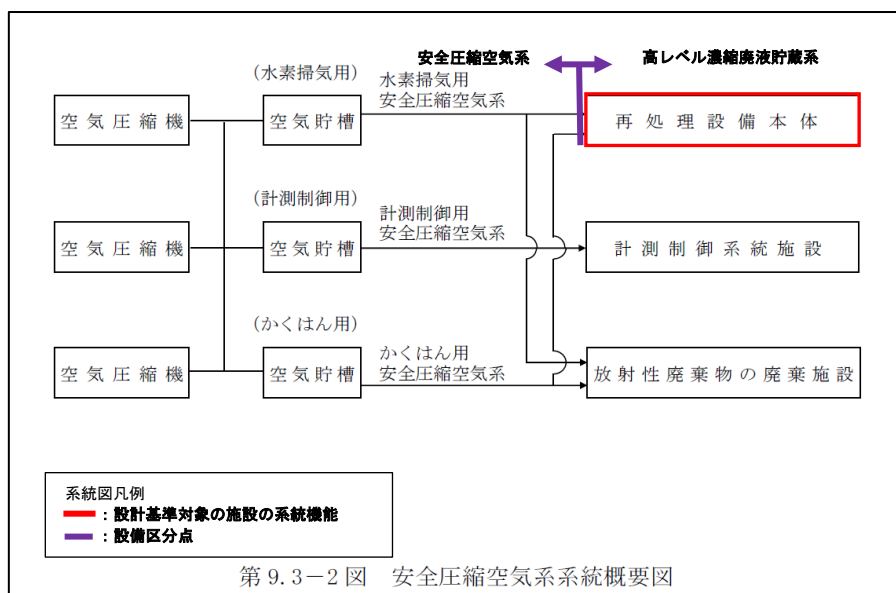 安全圧縮空気系
高レベル濃縮廃液貯蔵系
(水素掃気用)
水素掃気用
安全圧縮空気系
空気圧縮機
空気貯槽
再処理設備本体
(計測制御用)
計測制御用
安全圧縮空気系
空気圧縮機
空気貯槽
計測制御系統施設
(かくはん用)
かくはん用
安全圧縮空気系
空気圧縮機
空気貯槽
放射性廃棄物の廃棄施設
系統図凡例
：設計基準対象の施設の系統機能
：設備区分点
第9.3－2図　安全圧縮空気系系統概要図